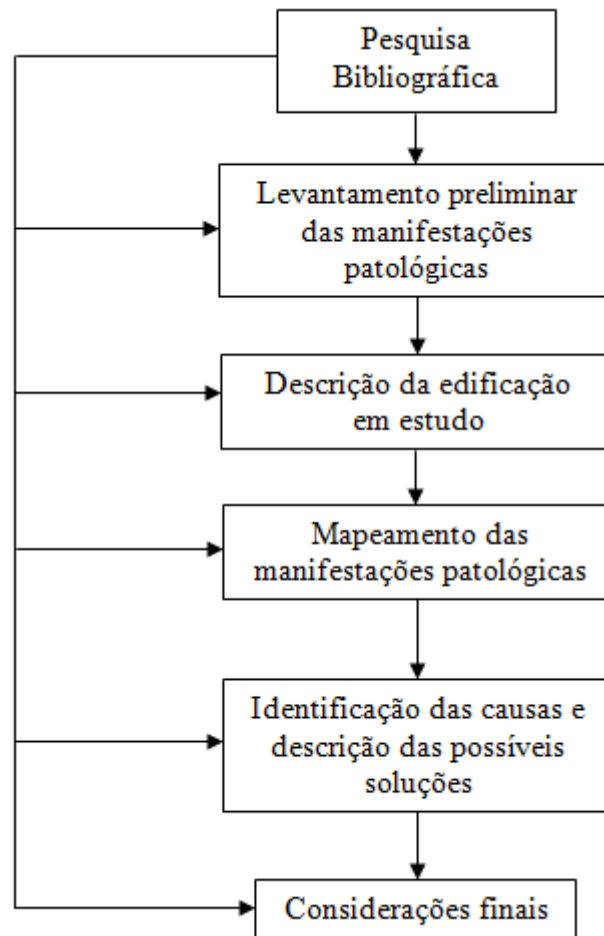 Pesquisa
Bibliográfica
Levantamento preliminar
das manifestações
patológicas
Descrição da edificação
em estudo
Mapeamento das
manifestações patológicas
Identificação das causas e
descrição das possíveis
soluções
Considerações finais